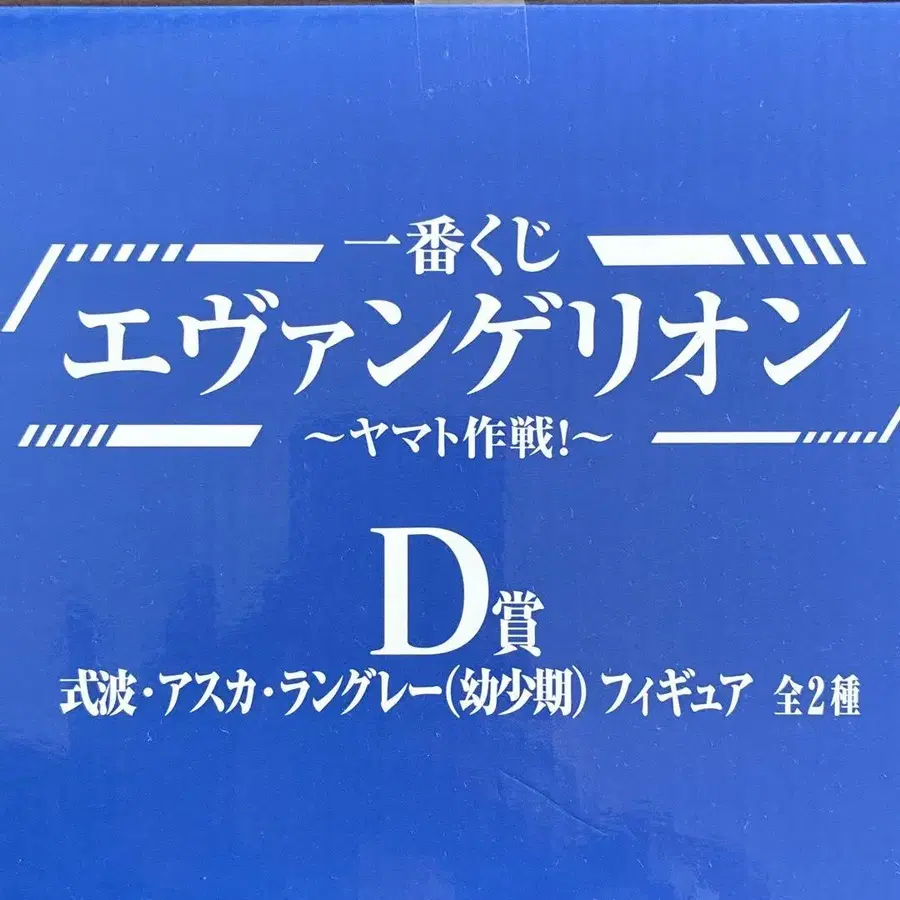 一番くじ
エヴァンゲリオン
～ヤマト作戦!～
D賞
式波・アスカ・ラングレー(幼少期) フィギュア 全2種